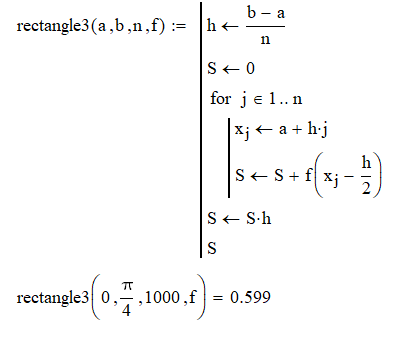 rectangle3(a,b,n,f) := h ← (b − a)/n
S ← 0
for j ∈ 1..n
x_j ← a + h·j
S ← S + f(x_j − h/2)
S ← S·h
S
rectangle3(0, π/4, 1000, f) = 0.599